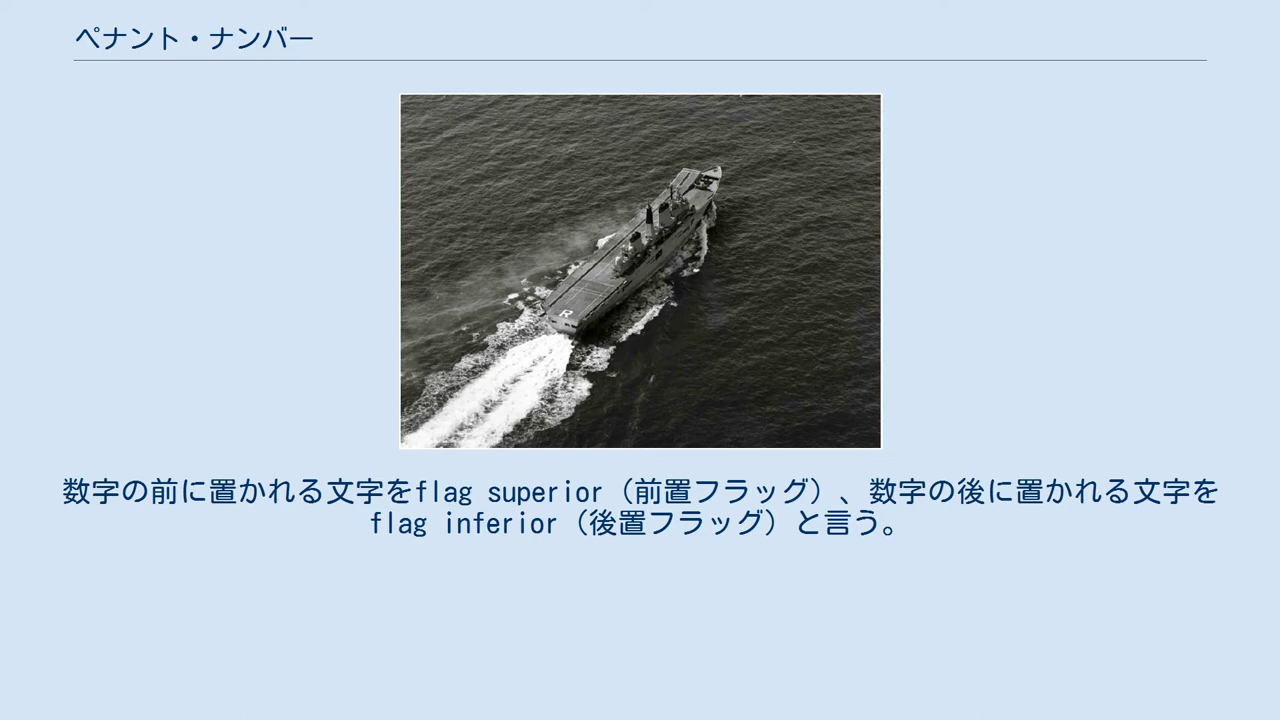 ペナント・ナンバー
R
数字の前に置かれる文字をflag superior（前置フラッグ）、数字の後に置かれる文字を
flag inferior（後置フラッグ）と言う。